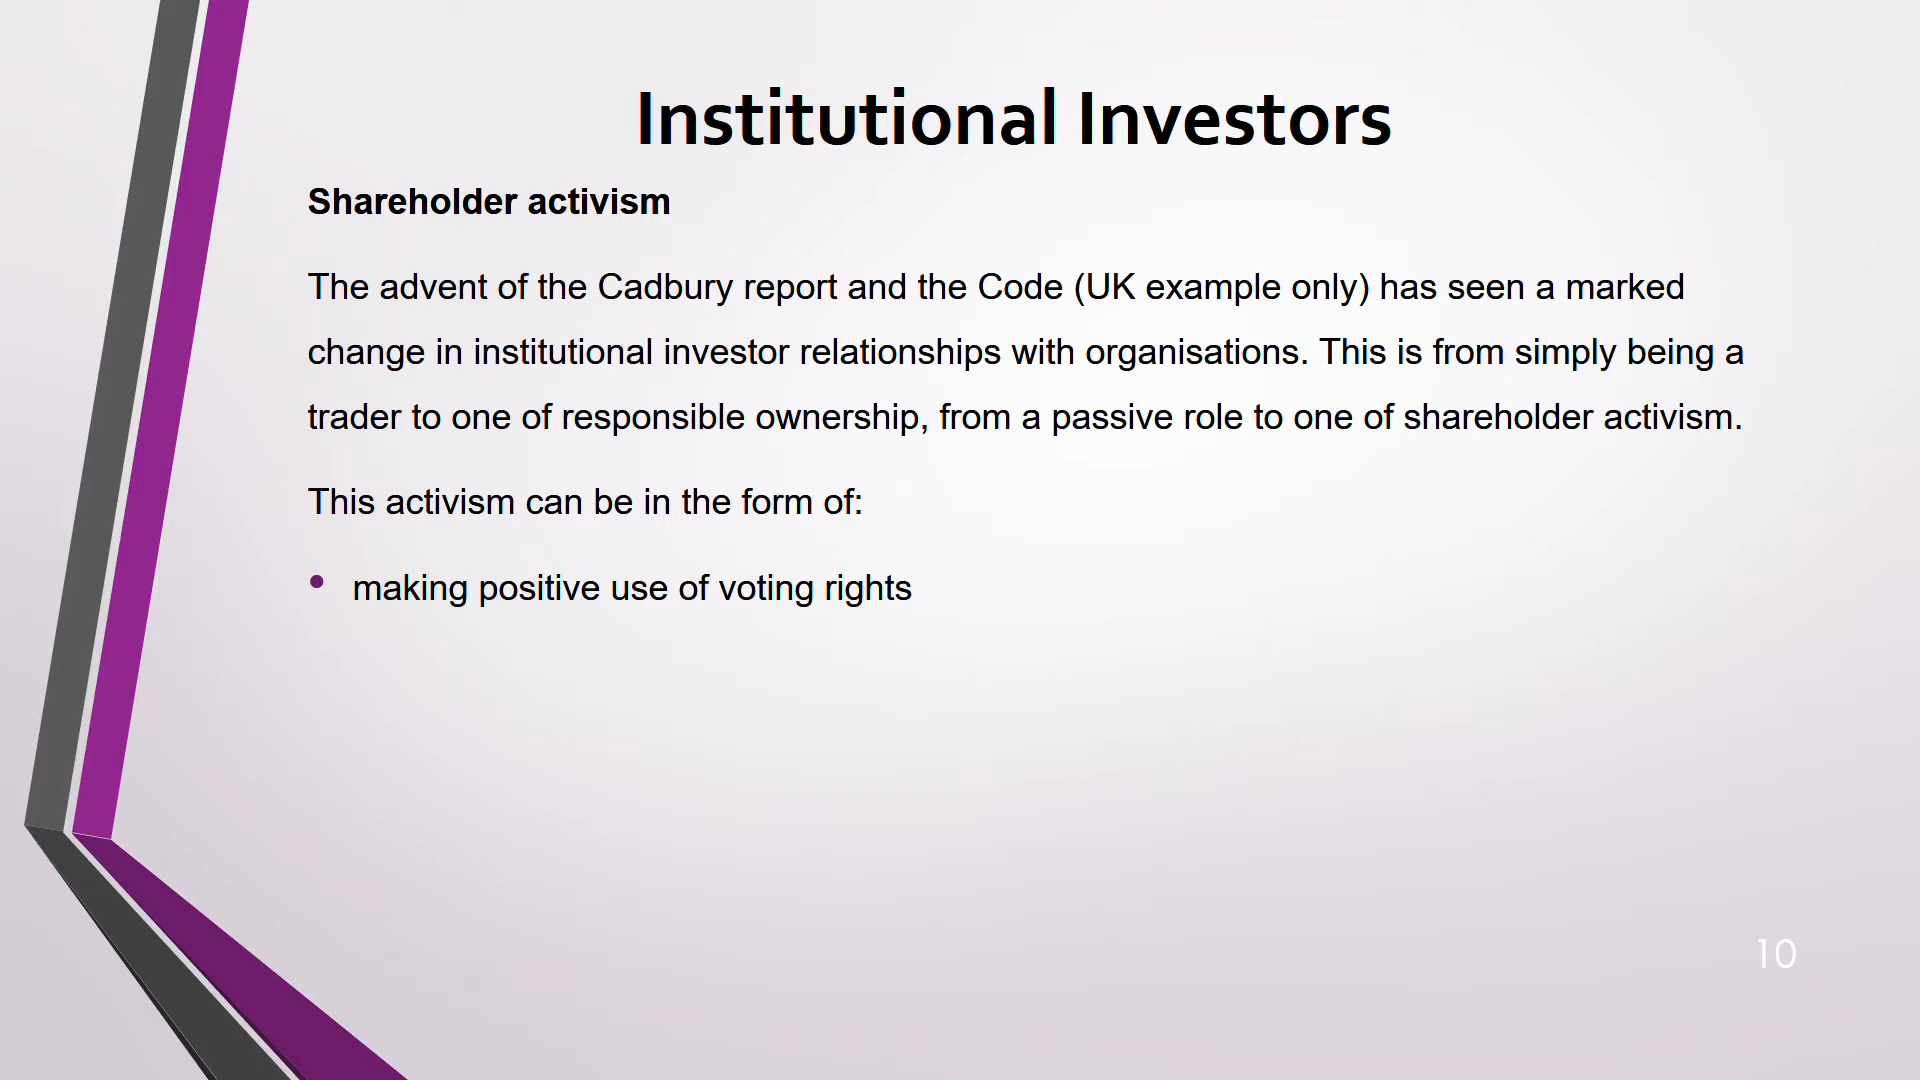 Institutional Investors
Shareholder activism
The advent of the Cadbury report and the Code (UK example only) has seen a marked
change in institutional investor relationships with organisations. This is from simply being a
trader to one of responsible ownership, from a passive role to one of shareholder activism.
This activism can be in the form of:
• making positive use of voting rights
10